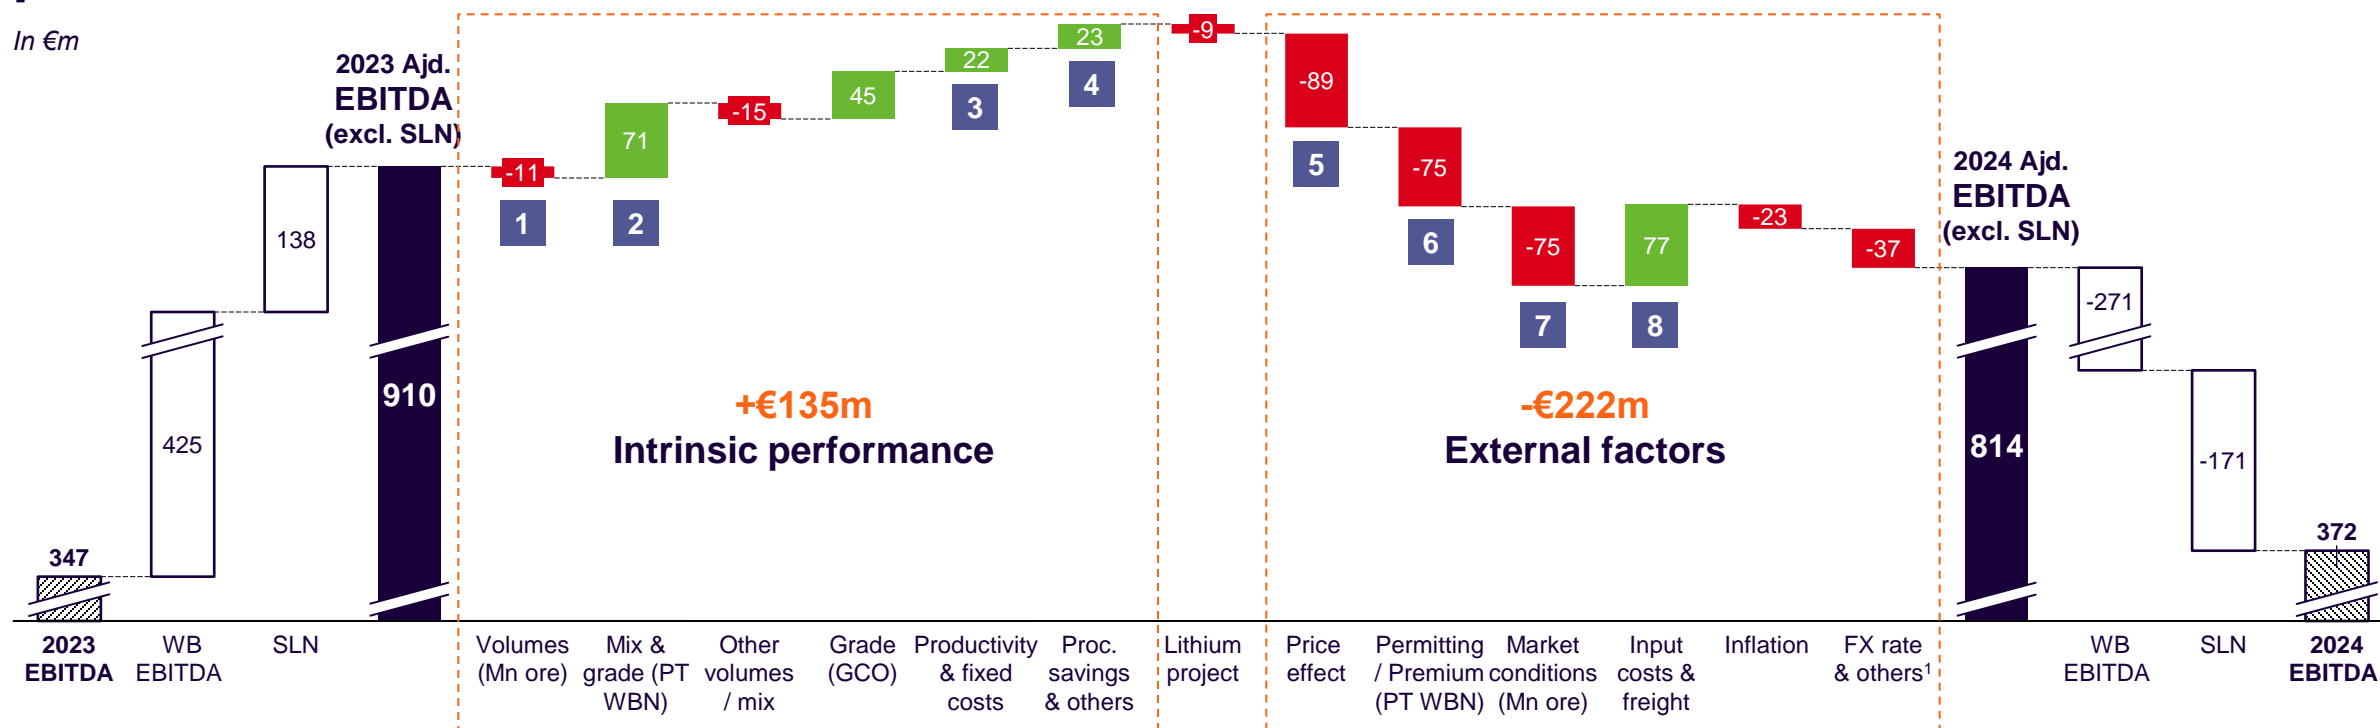 In €m
2023 Ajd.
EBITDA
(excl. SLN)
2024 Ajd.
EBITDA
(excl. SLN)
347
425
138
910
-11
71
-15
45
22
23
-9
-89
-75
-75
77
-23
-37
814
-271
-171
372
1
2
3
4
5
6
7
8
+€135m
Intrinsic performance
-€222m
External factors
2023
EBITDA
WB
EBITDA
SLN
Volumes
(Mn ore)
Mix &
grade (PT
WBN)
Other
volumes
/ mix
Grade
(GCO)
Productivity
& fixed
costs
Proc.
savings
& others
Lithium
project
Price
effect
Permitting
/ Premium
(PT WBN)
Market
conditions
(Mn ore)
Input
costs &
freight
Inflation
FX rate
& others¹
WB
EBITDA
SLN
2024
EBITDA